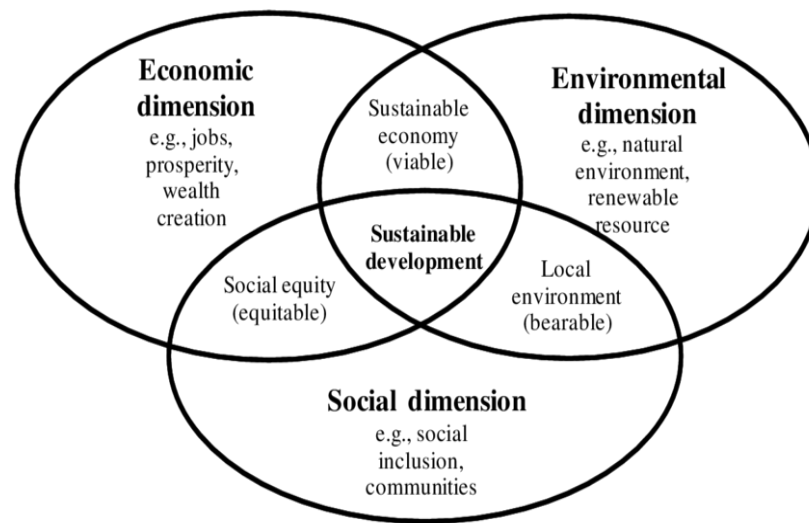 Economic
dimension
e.g., jobs,
prosperity,
wealth
creation
Sustainable
economy
(viable)
Environmental
dimension
e.g., natural
environment,
renewable
resource
Sustainable
development
Social equity
(equitable)
Local
environment
(bearable)
Social dimension
e.g., social
inclusion,
communities